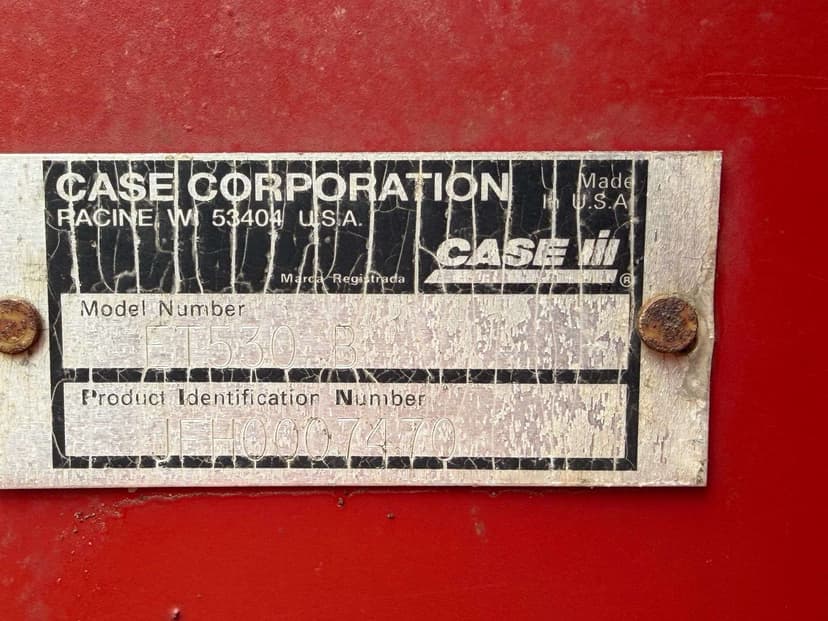 CASE CORPORATION
RACINE, WI 53404 U.S.A.
Made
In U.S.A
CASE IH
Marca Registrada
®
Model Number
ET530 B
Product Identification Number
JFH0007470